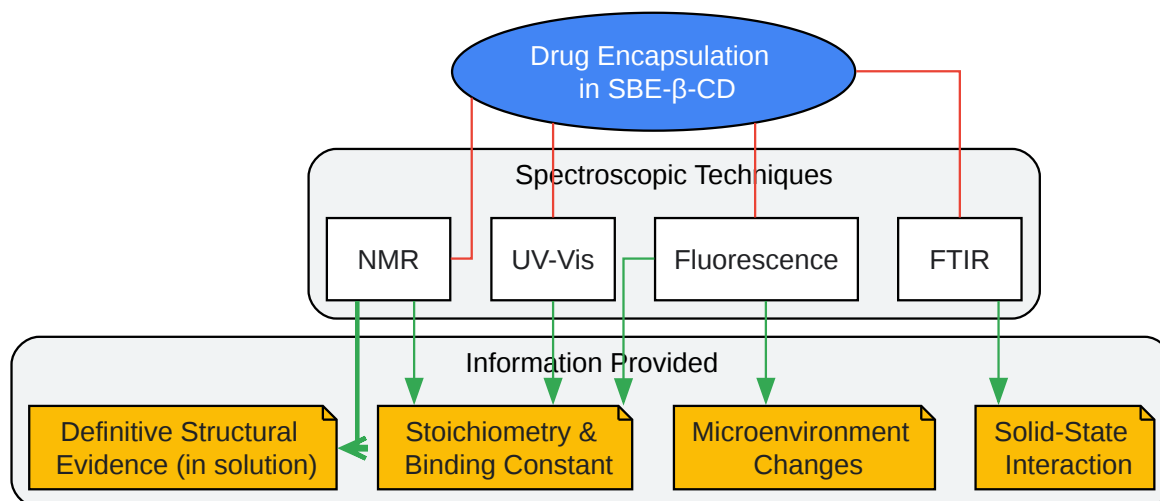 Drug Encapsulation
in SBE-β-CD
Spectroscopic Techniques
NMR
UV-Vis
Fluorescence
FTIR
Information Provided
Definitive Structural
Evidence (in solution)
Stoichiometry &
Binding Constant
Microenvironment
Changes
Solid-State
Interaction